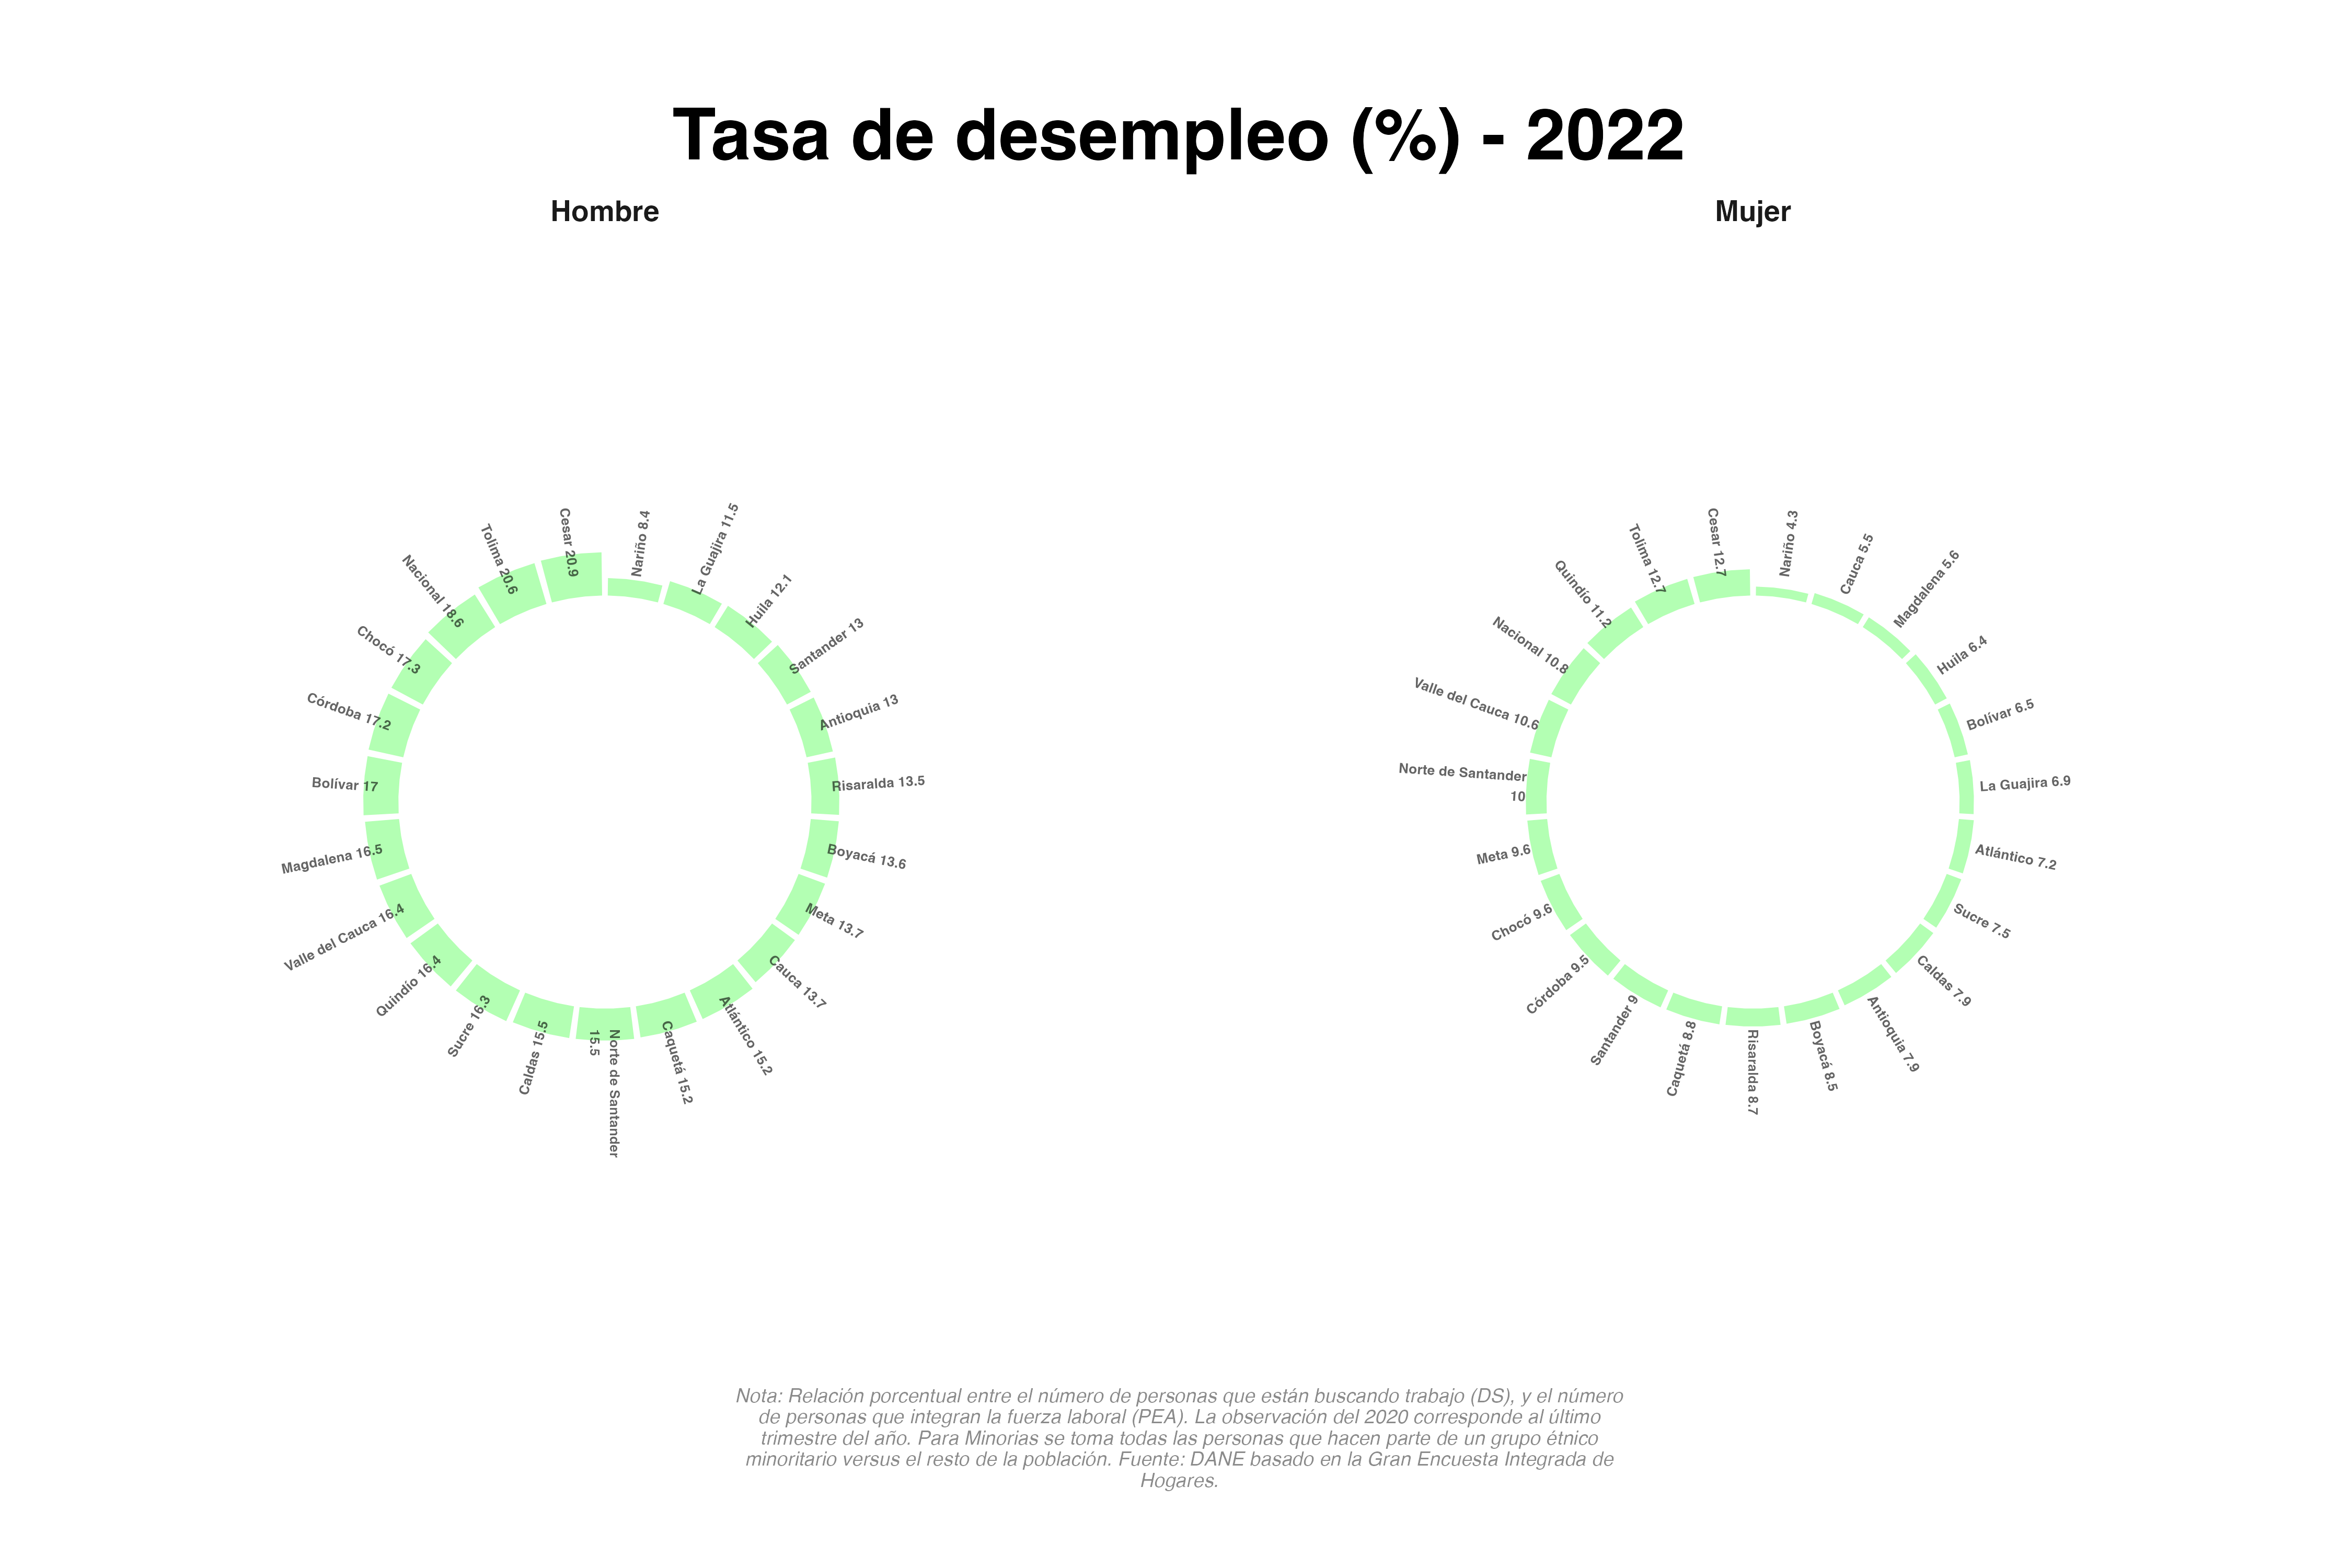 Tasa de desempleo (%) - 2022
Hombre
Nariño 8.4
La Guajira 11.5
Huila 12.1
Santander 13
Antioquia 13
Risaralda 13.5
Boyacá 13.6
Meta 13.7
Cauca 13.7
Atlántico 15.2
Caquetá 15.2
Norte de Santander
15.5
Caldas 15.5
Sucre 16.3
Quindío 16.4
Valle del Cauca 16.4
Magdalena 16.5
Bolívar 17
Córdoba 17.2
Chocó 17.3
Nacional 18.6
Tolima 20.6
Cesar 20.9
Mujer
Nariño 4.3
Cauca 5.5
Magdalena 5.6
Huila 6.4
Bolívar 6.5
La Guajira 6.9
Atlántico 7.2
Sucre 7.5
Caldas 7.9
Antioquia 7.9
Boyacá 8.5
Risaralda 8.7
Caquetá 8.8
Santander 9
Córdoba 9.5
Chocó 9.6
Meta 9.6
Norte de Santander
10
Valle del Cauca 10.6
Nacional 10.8
Quindío 11.2
Tolima 12.7
Cesar 12.7
Nota: Relación porcentual entre el número de personas que están buscando trabajo (DS), y el número
de personas que integran la fuerza laboral (PEA). La observación del 2020 corresponde al último
trimestre del año. Para Minorias se toma todas las personas que hacen parte de un grupo étnico
minoritario versus el resto de la población. Fuente: DANE basado en la Gran Encuesta Integrada de
Hogares.